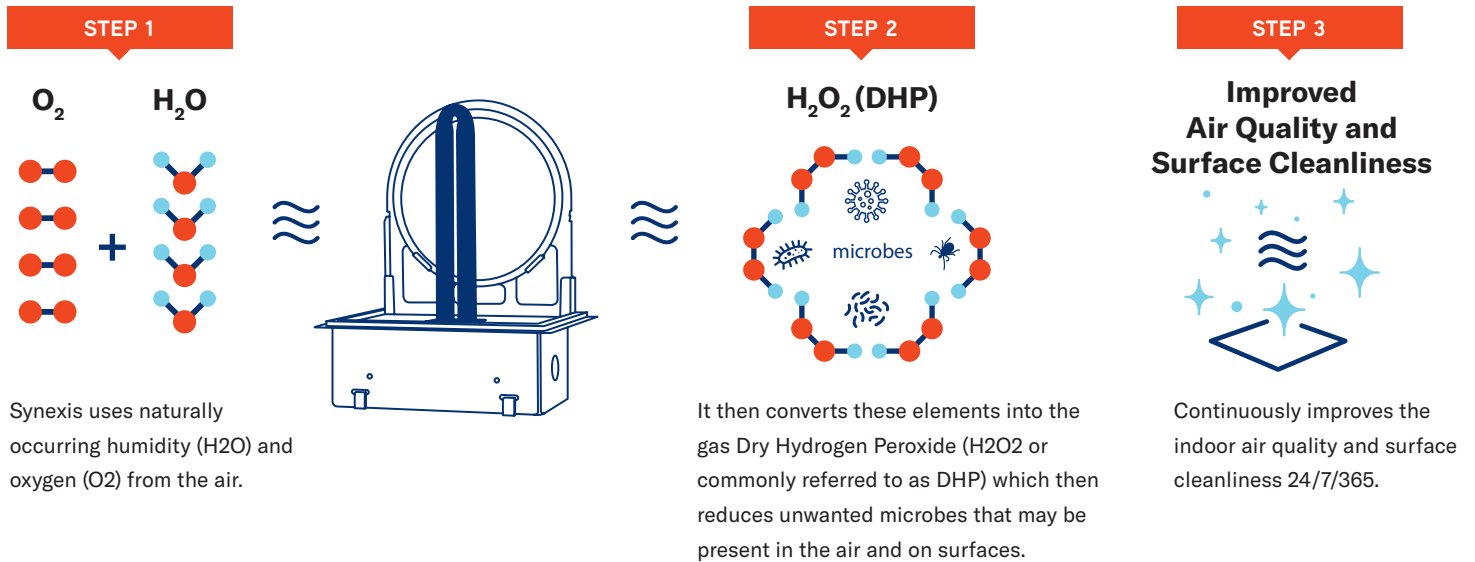 STEP 1
O₂
H₂O
+
Synexis uses naturally
occurring humidity (H2O) and
oxygen (O2) from the air.
STEP 2
H₂O₂ (DHP)
microbes
It then converts these elements into the
gas Dry Hydrogen Peroxide (H2O2 or
commonly referred to as DHP) which then
reduces unwanted microbes that may be
present in the air and on surfaces.
STEP 3
Improved
Air Quality and
Surface Cleanliness
Continuously improves the
indoor air quality and surface
cleanliness 24/7/365.